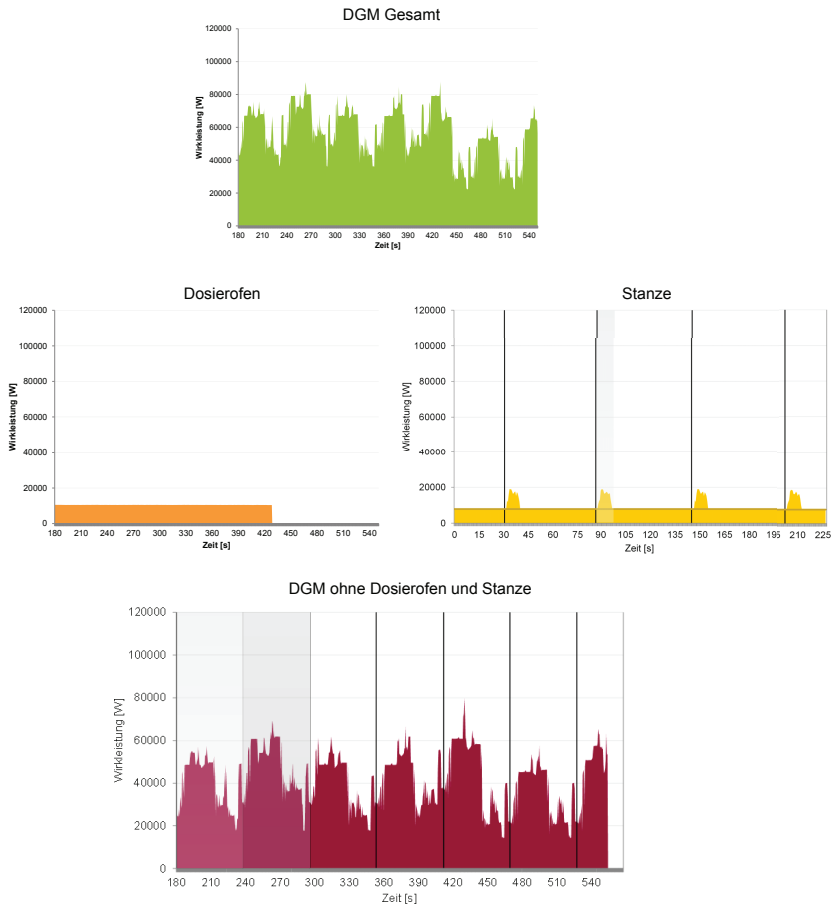 DGM Gesamt
120000
100000
80000
60000
40000
20000
0
Wirkleistung [W]
180 210 240 270 300 330 360 390 420 450 480 510 540
Zeit [s]
Dosierofen
120000
100000
80000
60000
40000
20000
0
Wirkleistung [W]
180 210 240 270 300 330 360 390 420 450 480 510 540
Zeit [s]
Stanze
120000
100000
80000
60000
40000
20000
0
Wirkleistung [W]
0 15 30 45 60 75 90 105 120 135 150 165 180 195 210 225
Zeit [s]
DGM ohne Dosierofen und Stanze
120000
100000
80000
60000
40000
20000
0
Wirkleistung [W]
180 210 240 270 300 330 360 390 420 450 480 510 540
Zeit [s]